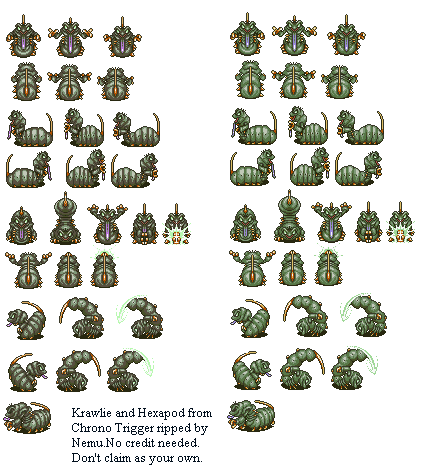 Krawlie and Hexapod from
Chrono Trigger ripped by
Nemu.No credit needed.
Don't claim as your own.